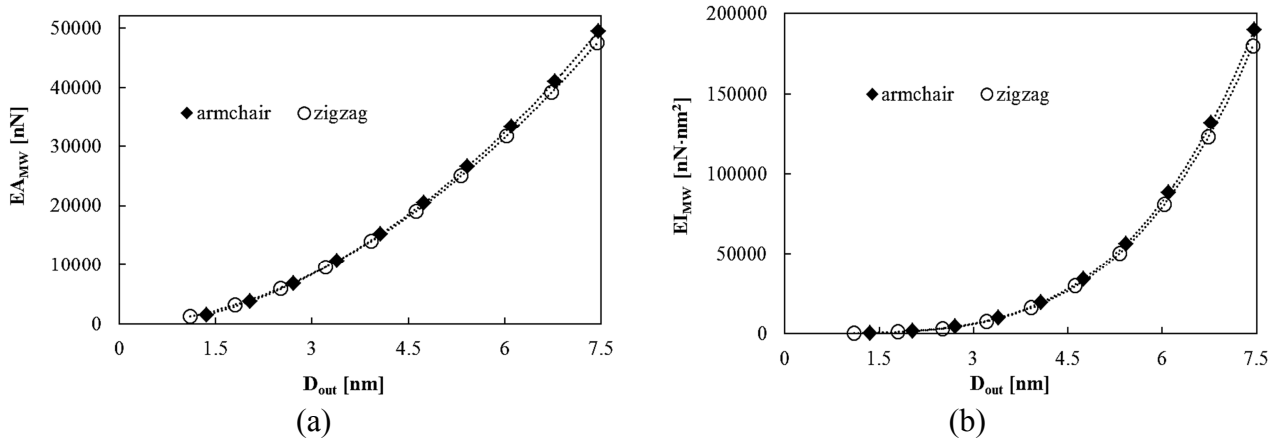 50000
40000
30000
20000
10000
0
EA_MW [nN]
armchair zigzag
0 1.5 3 4.5 6 7.5
D_out [nm]
(a)
200000
150000
100000
50000
0
EI_MW [nN·nm²]
armchair zigzag
0 1.5 3 4.5 6 7.5
D_out [nm]
(b)